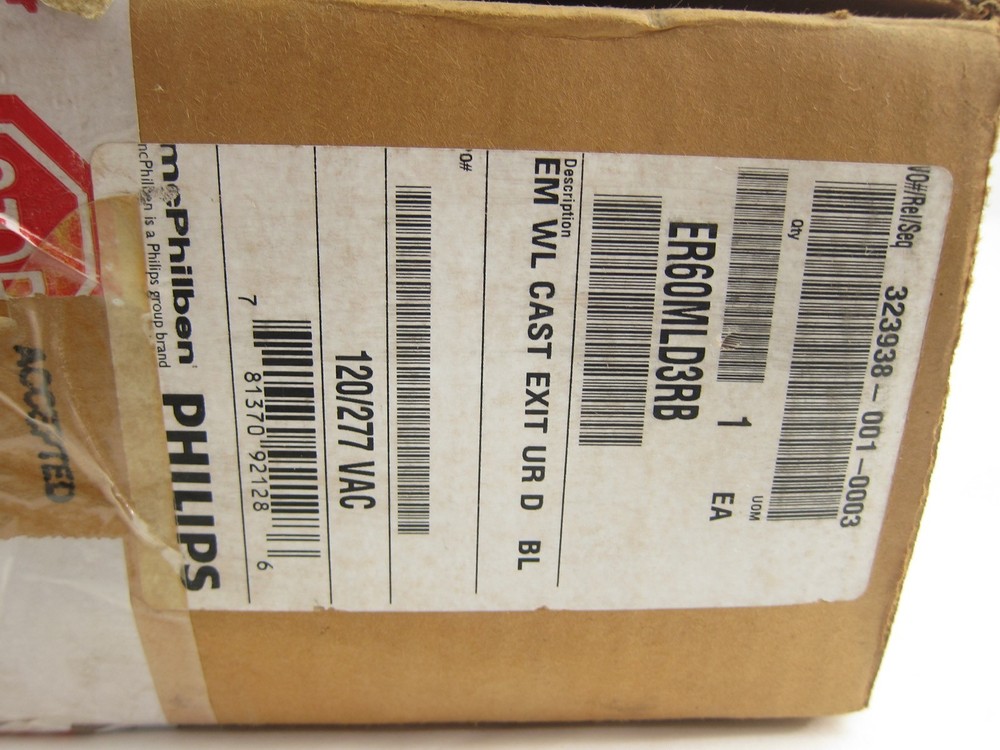 WO#/Rel/Seq 323938-001-0003
Qty 1 UOM EA
ER60MLD3RB
Description
EM WL CAST EXIT UR D BL
PO#
120/277 VAC
7 81370 92128 6
mcPhilben PHILIPS
mcPhilben is a Philips group brand
STOP
ACCEPTED